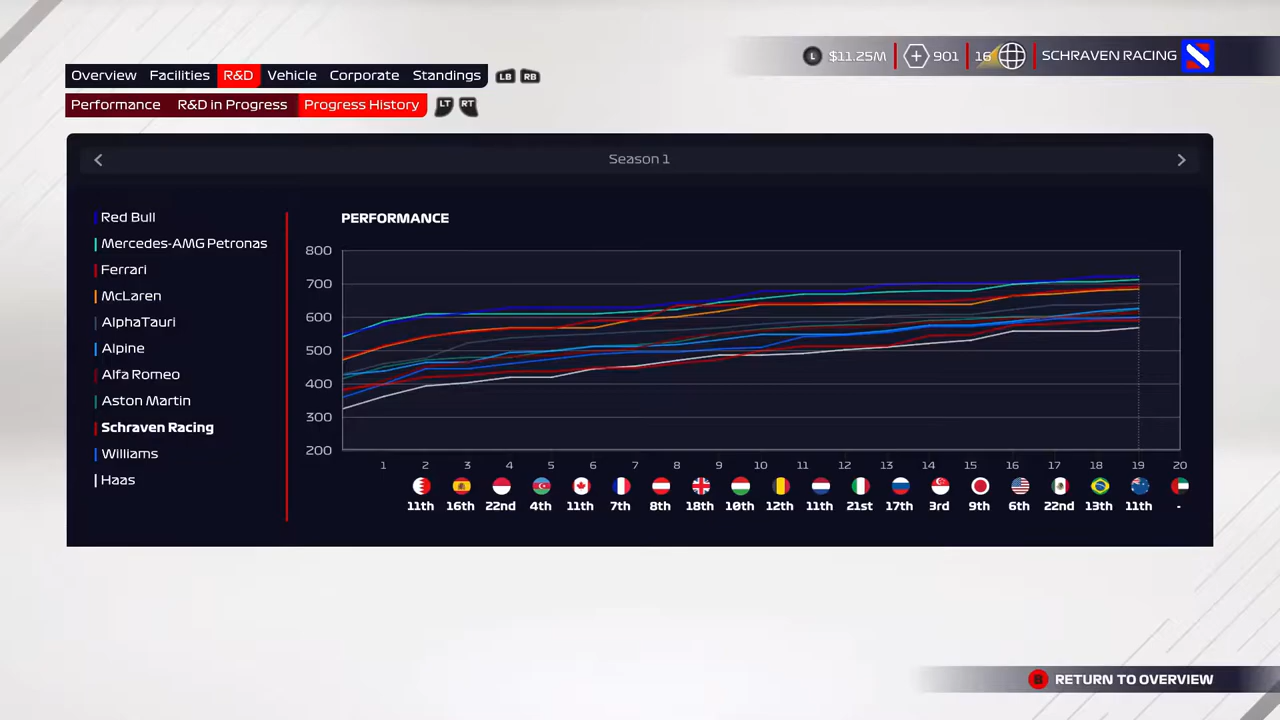 $11.25M 901 16 SCHRAVEN RACING
Overview Facilities R&D Vehicle Corporate Standings LB RB
Performance R&D in Progress Progress History LT RT
Season 1
Red Bull
Mercedes-AMG Petronas
Ferrari
McLaren
AlphaTauri
Alpine
Alfa Romeo
Aston Martin
Schraven Racing
Williams
Haas
PERFORMANCE
800
700
600
500
400
300
200
1 2 3 4 5 6 7 8 9 10 11 12 13 14 15 16 17 18 19 20
11th 16th 22nd 4th 11th 7th 8th 18th 10th 12th 11th 21st 17th 3rd 9th 6th 22nd 13th 11th -
B RETURN TO OVERVIEW